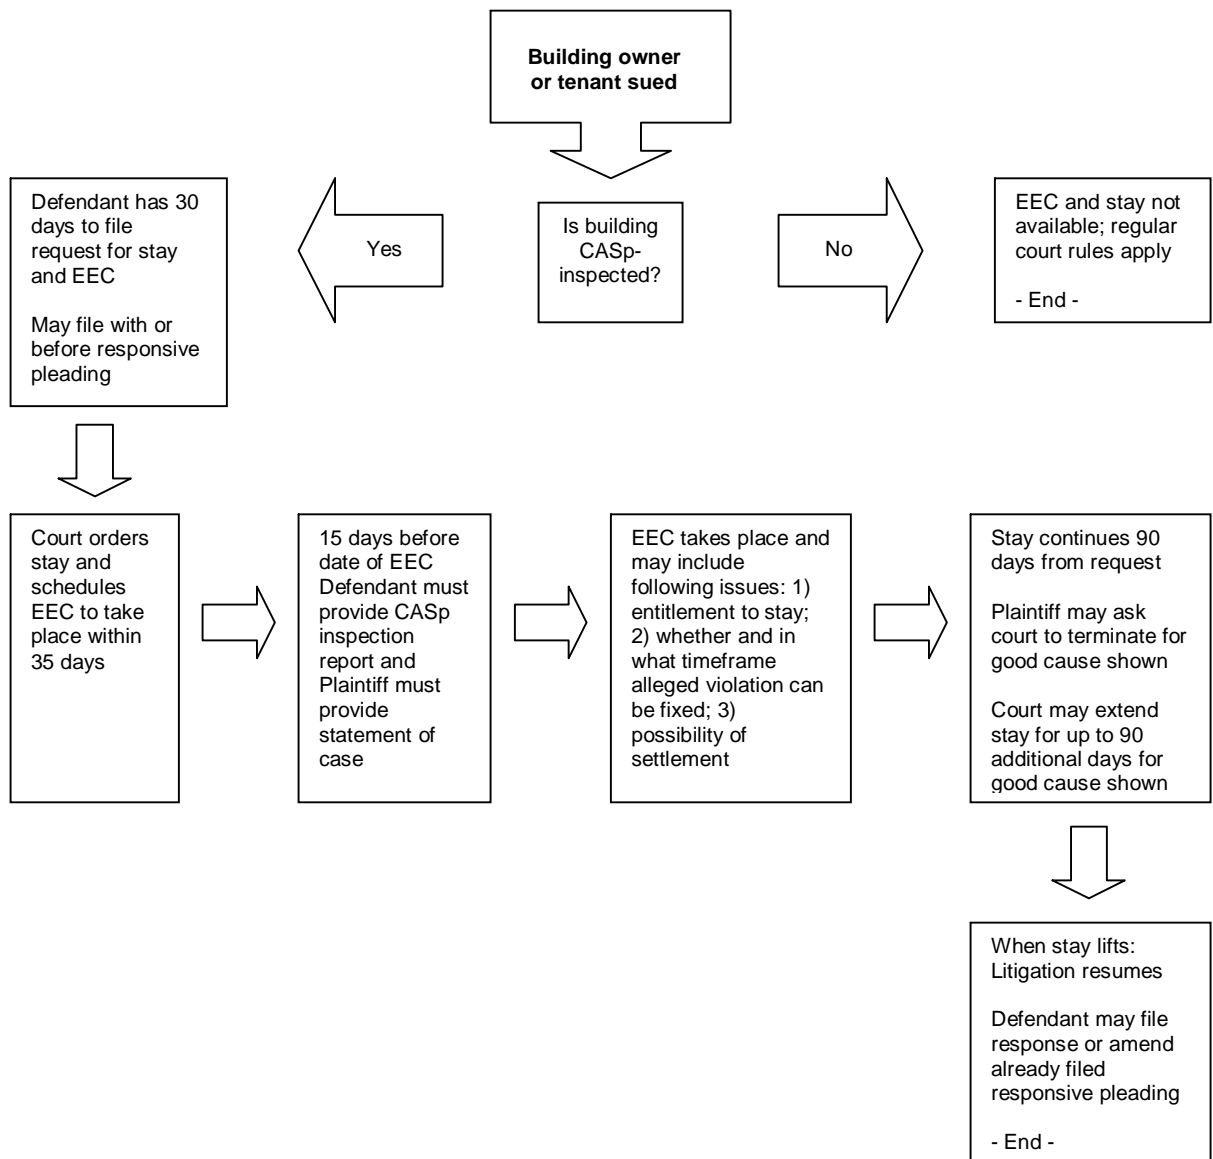 Building owner
or tenant sued
Defendant has 30
days to file
request for stay
and EEC
May file with or
before responsive
pleading
Yes
Is building
CASp-
inspected?
No
EEC and stay not
available; regular
court rules apply
- End -
Court orders
stay and
schedules
EEC to take
place within
35 days
15 days before
date of EEC
Defendant must
provide CASp
inspection
report and
Plaintiff must
provide
statement of
case
EEC takes place and
may include
following issues: 1)
entitlement to stay;
2) whether and in
what timeframe
alleged violation can
be fixed; 3)
possibility of
settlement
Stay continues 90
days from request
Plaintiff may ask
court to terminate for
good cause shown
Court may extend
stay for up to 90
additional days for
good cause shown
When stay lifts:
Litigation resumes
Defendant may file
response or amend
already filed
responsive pleading
- End -